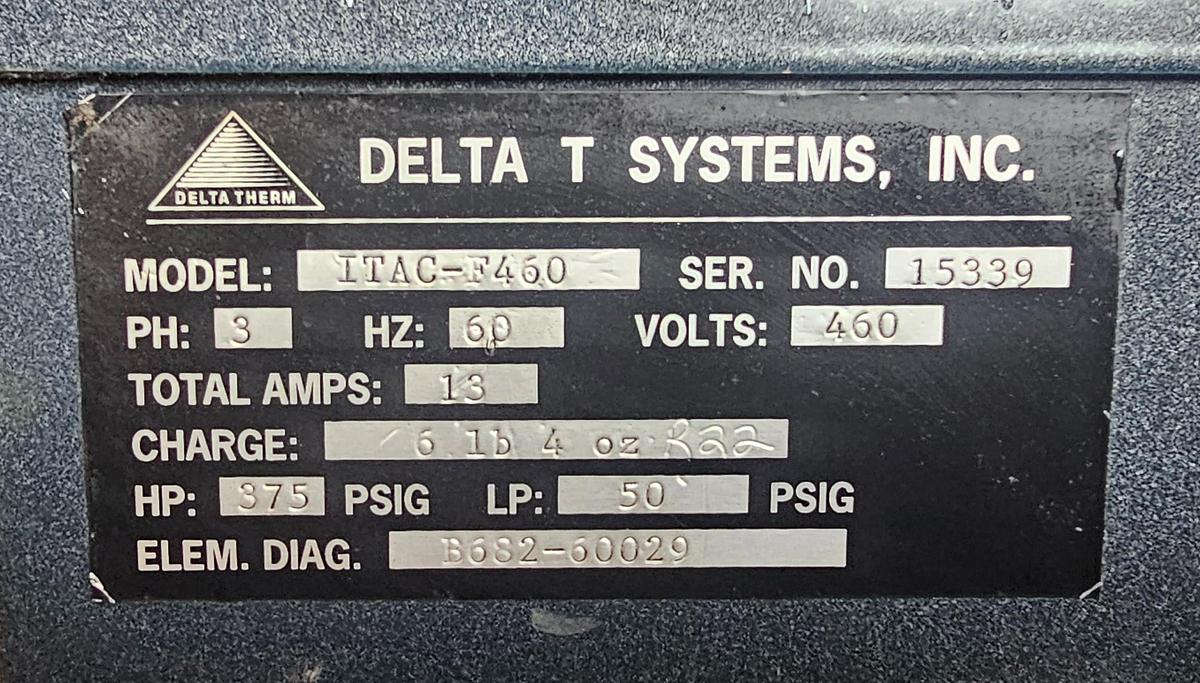 DELTA THERM
DELTA T SYSTEMS, INC.
MODEL: ITAC-F460 SER. NO. 15339
PH: 3 HZ: 60 VOLTS: 460
TOTAL AMPS: 13
CHARGE: 6 lb 4 oz R22
HP: 375 PSIG LP: 50 PSIG
ELEM. DIAG. B682-60029